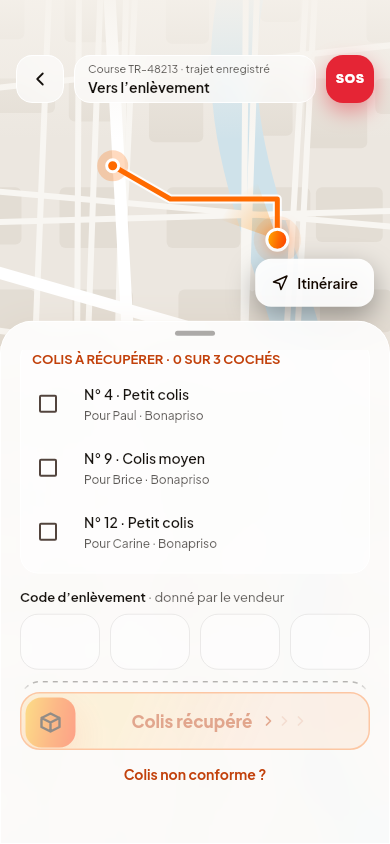 Course TR-48213 · trajet enregistré
Vers l’enlèvement
SOS
Itinéraire
COLIS À RÉCUPÉRER · 0 SUR 3 COCHÉS
N° 4 · Petit colis
Pour Paul · Bonapriso
N° 9 · Colis moyen
Pour Brice · Bonapriso
N° 12 · Petit colis
Pour Carine · Bonapriso
Code d’enlèvement · donné par le vendeur
Colis récupéré
Colis non conforme ?